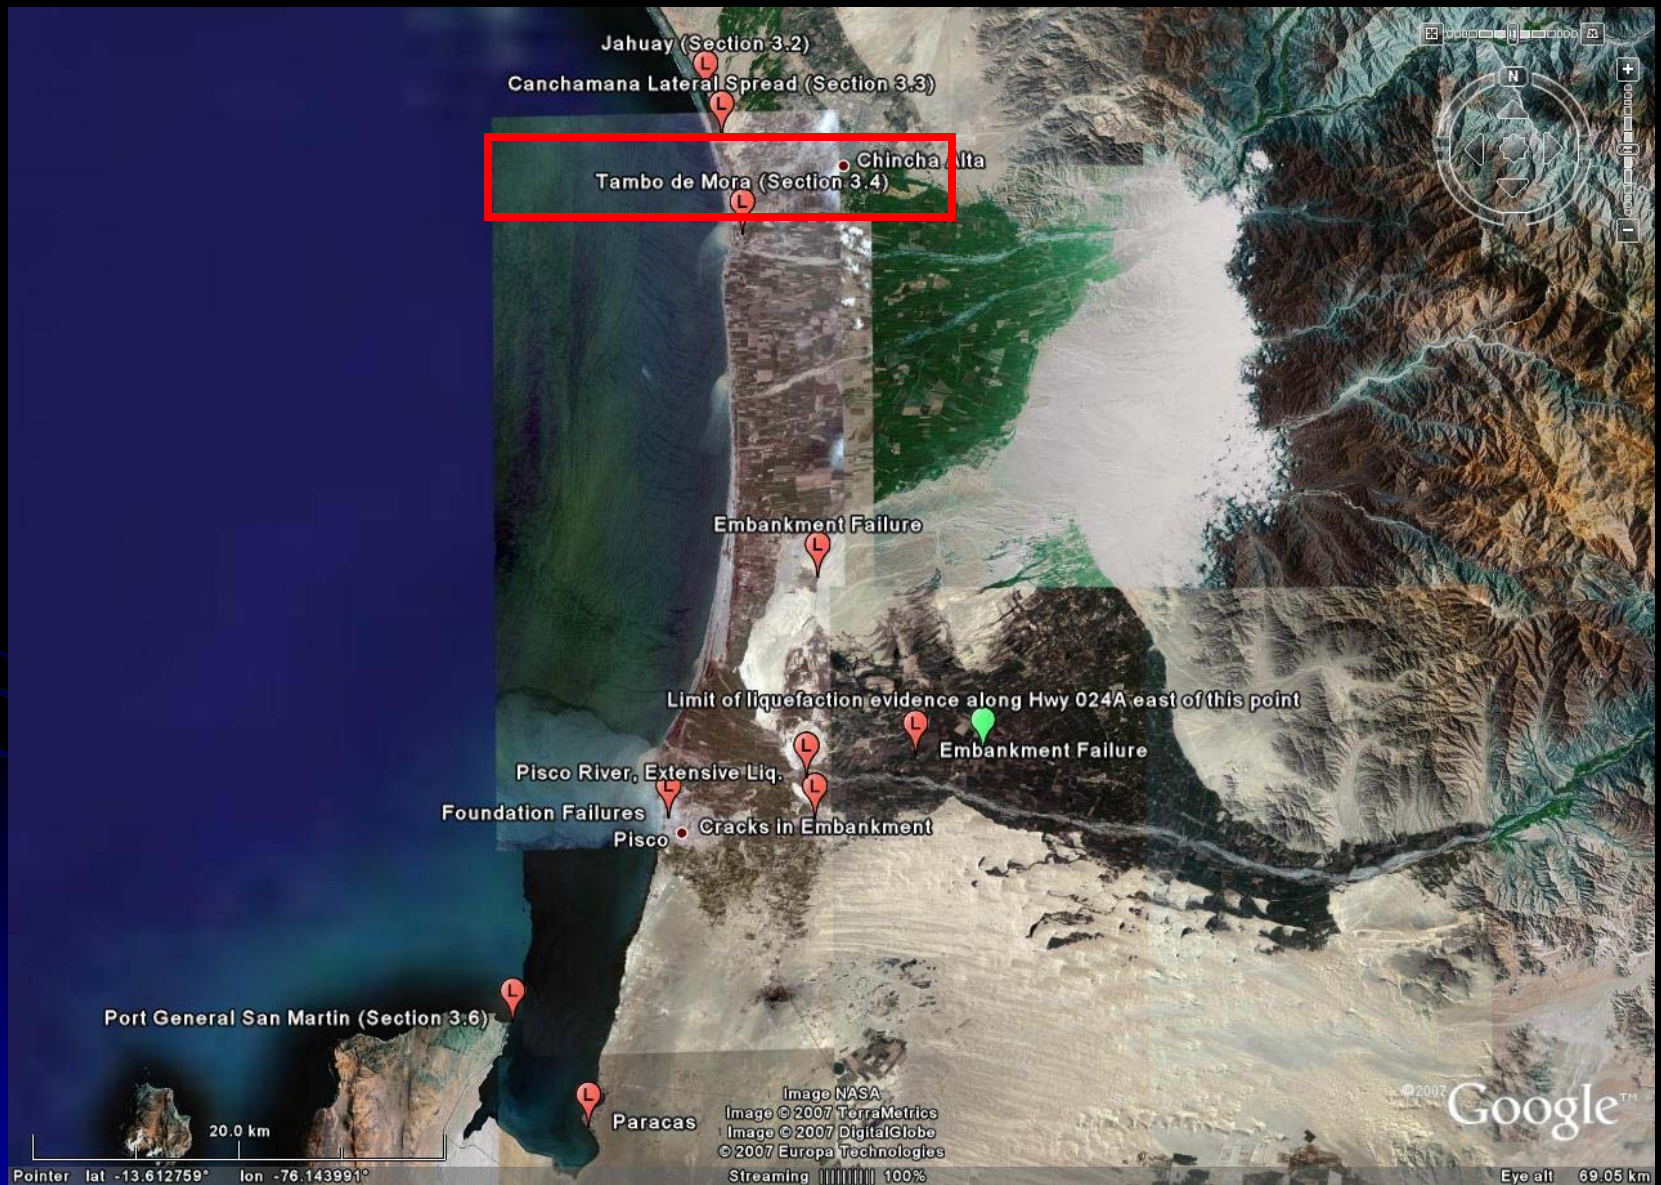 Jahuay (Section 3.2)
L
Canchamana Lateral Spread (Section 3.3)
L
N
Chincha Alta
Tambo de Mora (Section 3.4)
L
Embankment Failure
L
Limit of liquefaction evidence along Hwy 024A east of this point
L
Embankment Failure
L
Pisco River, Extensive Liq.
L
L
Foundation Failures
Cracks in Embankment
Pisco
L
Port General San Martin (Section 3.6)
L
Paracas
Image NASA
Image © 2007 TerraMetrics
Image © 2007 DigitalGlobe
© 2007 Europa Technologies
©2007 Google™
20.0 km
Pointer lat -13.612759° lon -76.143991° Streaming |||||||||| 100% Eye alt 69.05 km